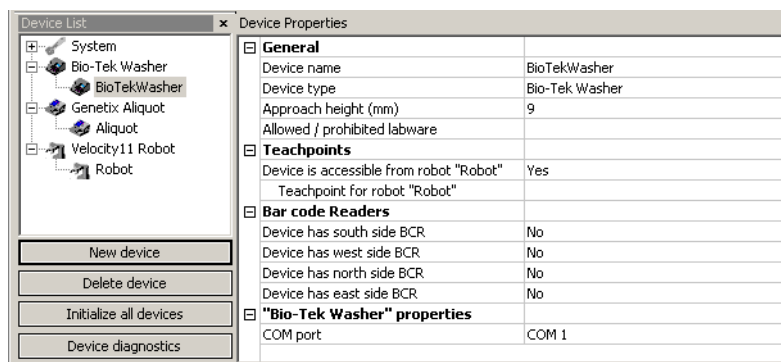 Device List x
System
Bio-Tek Washer
BioTekWasher
Genetix Aliquot
Aliquot
Velocity11 Robot
Robot
New device
Delete device
Initialize all devices
Device diagnostics
Device Properties
General
Device name BioTekWasher
Device type Bio-Tek Washer
Approach height (mm) 9
Allowed / prohibited labware
Teachpoints
Device is accessible from robot "Robot" Yes
Teachpoint for robot "Robot"
Bar code Readers
Device has south side BCR No
Device has west side BCR No
Device has north side BCR No
Device has east side BCR No
"Bio-Tek Washer" properties
COM port COM 1